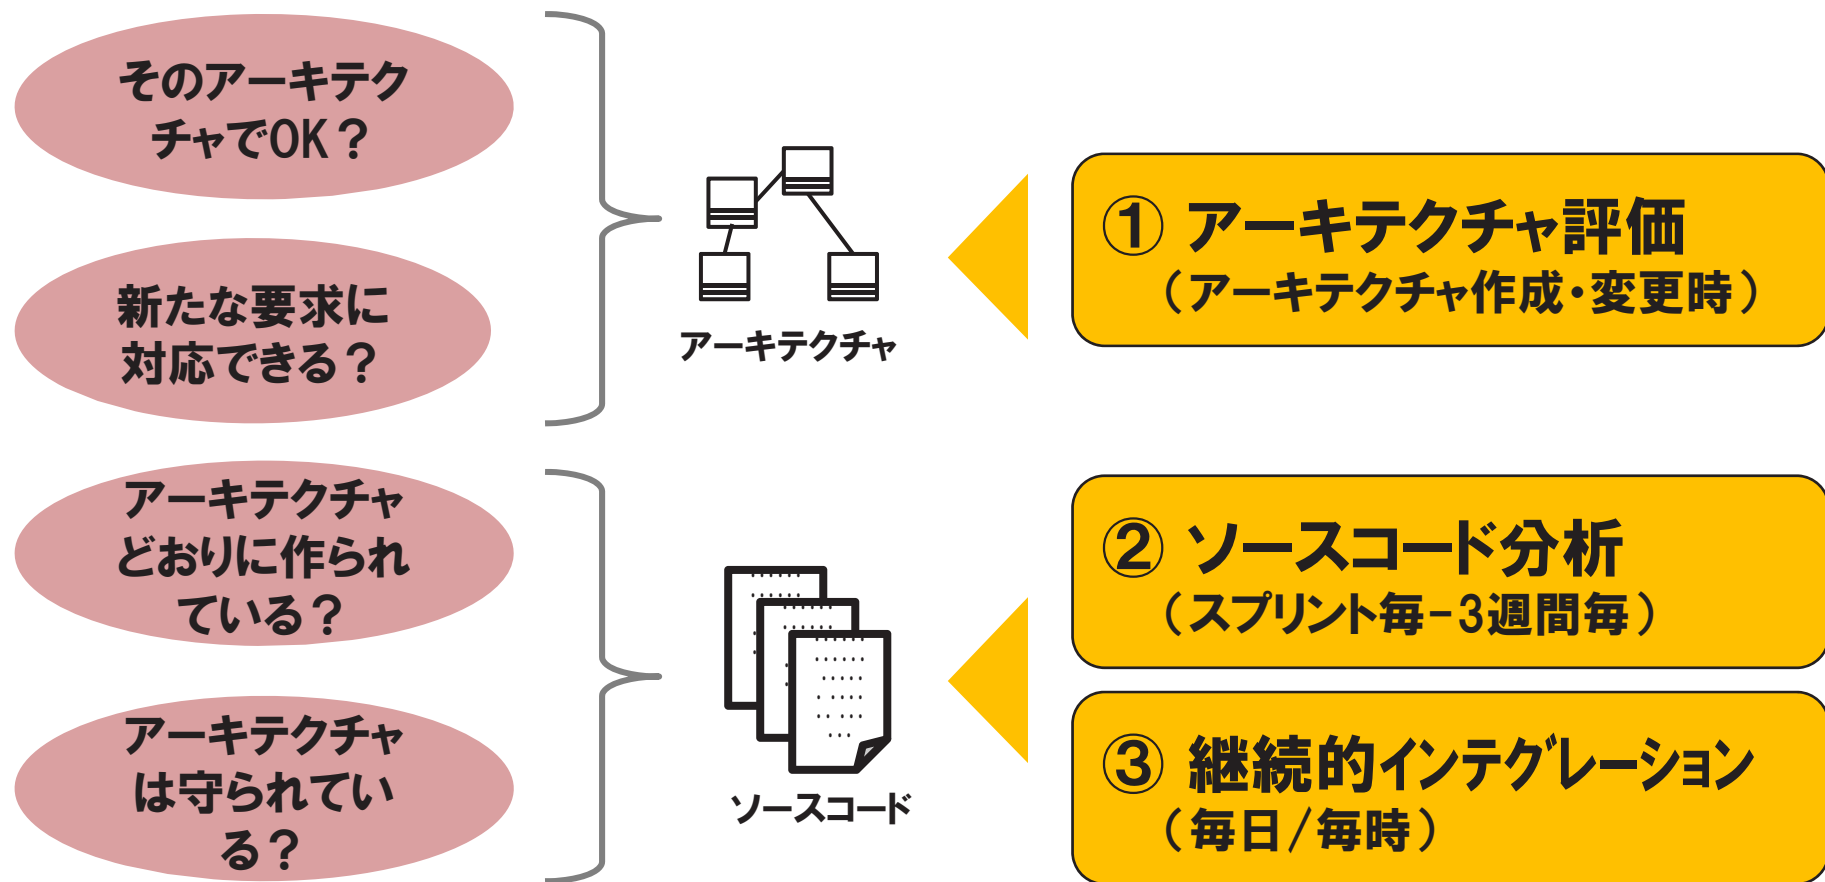 そのアーキテク
チャでOK？
新たな要求に
対応できる？
アーキテクチャ
どおりに作られ
ている？
アーキテクチャ
は守られてい
る？
アーキテクチャ
ソースコード
① アーキテクチャ評価
（アーキテクチャ作成・変更時）
② ソースコード分析
（スプリント毎-3週間毎）
③ 継続的インテグレーション
（毎日/毎時）